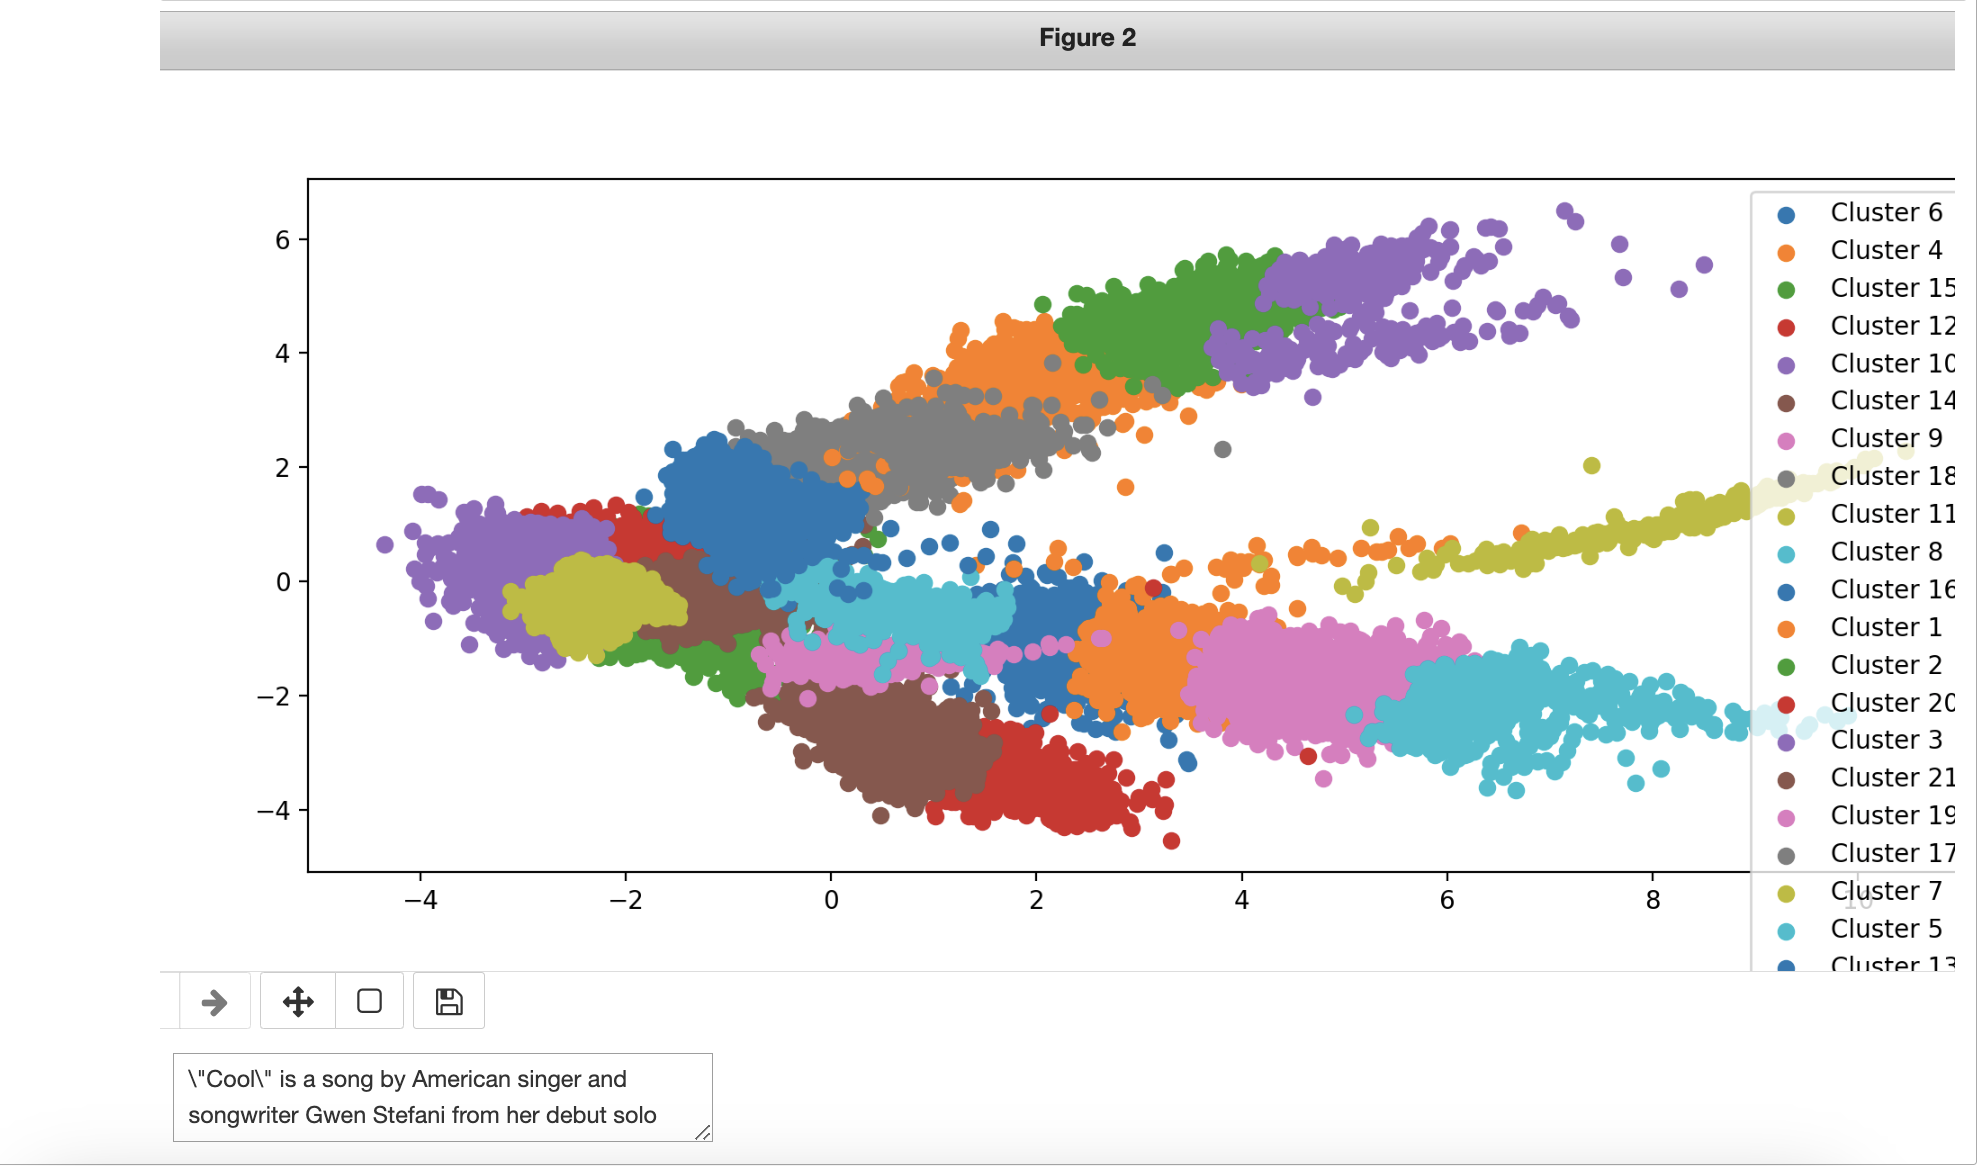 Figure 2
6
4
2
0
−2
−4
−4
−2
0
2
4
6
8
10
Cluster 6
Cluster 4
Cluster 15
Cluster 12
Cluster 10
Cluster 14
Cluster 9
Cluster 18
Cluster 11
Cluster 8
Cluster 16
Cluster 1
Cluster 2
Cluster 20
Cluster 3
Cluster 21
Cluster 19
Cluster 17
Cluster 7
Cluster 5
Cluster 13
\"Cool\" is a song by American singer and
songwriter Gwen Stefani from her debut solo